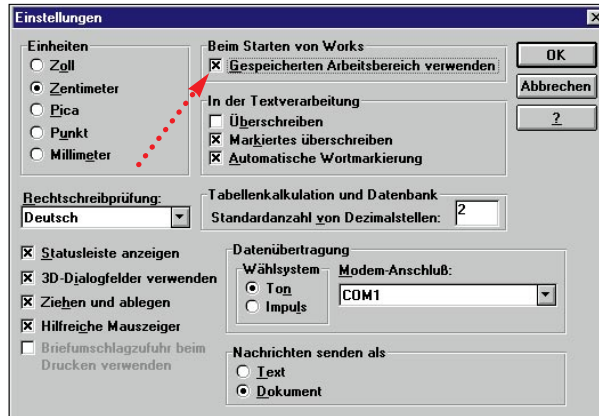 Einstellungen
Einheiten
Zoll
Zentimeter
Pica
Punkt
Millimeter
Beim Starten von Works
Gespeicherten Arbeitsbereich verwenden
In der Textverarbeitung
Überschreiben
Markiertes überschreiben
Automatische Wortmarkierung
OK
Abbrechen
?
Rechtschreibprüfung:
Deutsch
Tabellenkalkulation und Datenbank
Standardanzahl von Dezimalstellen: 2
Statusleiste anzeigen
3D-Dialogfelder verwenden
Ziehen und ablegen
Hilfreiche Mauszeiger
Briefumschlagzufuhr beim
Drucken verwenden
Datenübertragung
Wählsystem
Ton
Impuls
Modem-Anschluß:
COM1
Nachrichten senden als
Text
Dokument